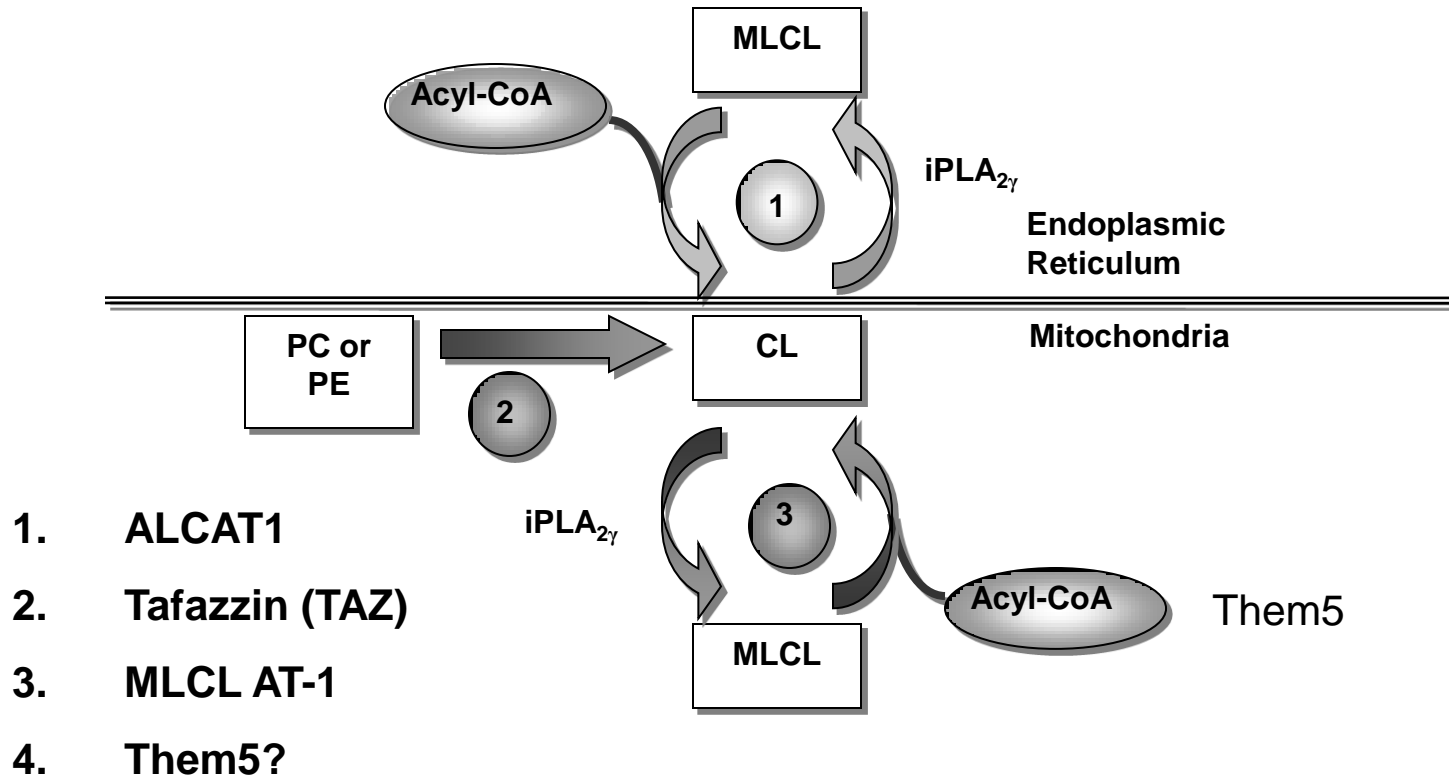 MLCL
Acyl-CoA
1
iPLA2γ
Endoplasmic
Reticulum
Mitochondria
PC or
PE
CL
2
iPLA2γ
3
Acyl-CoA
Them5
MLCL
1. ALCAT1
2. Tafazzin (TAZ)
3. MLCL AT-1
4. Them5?